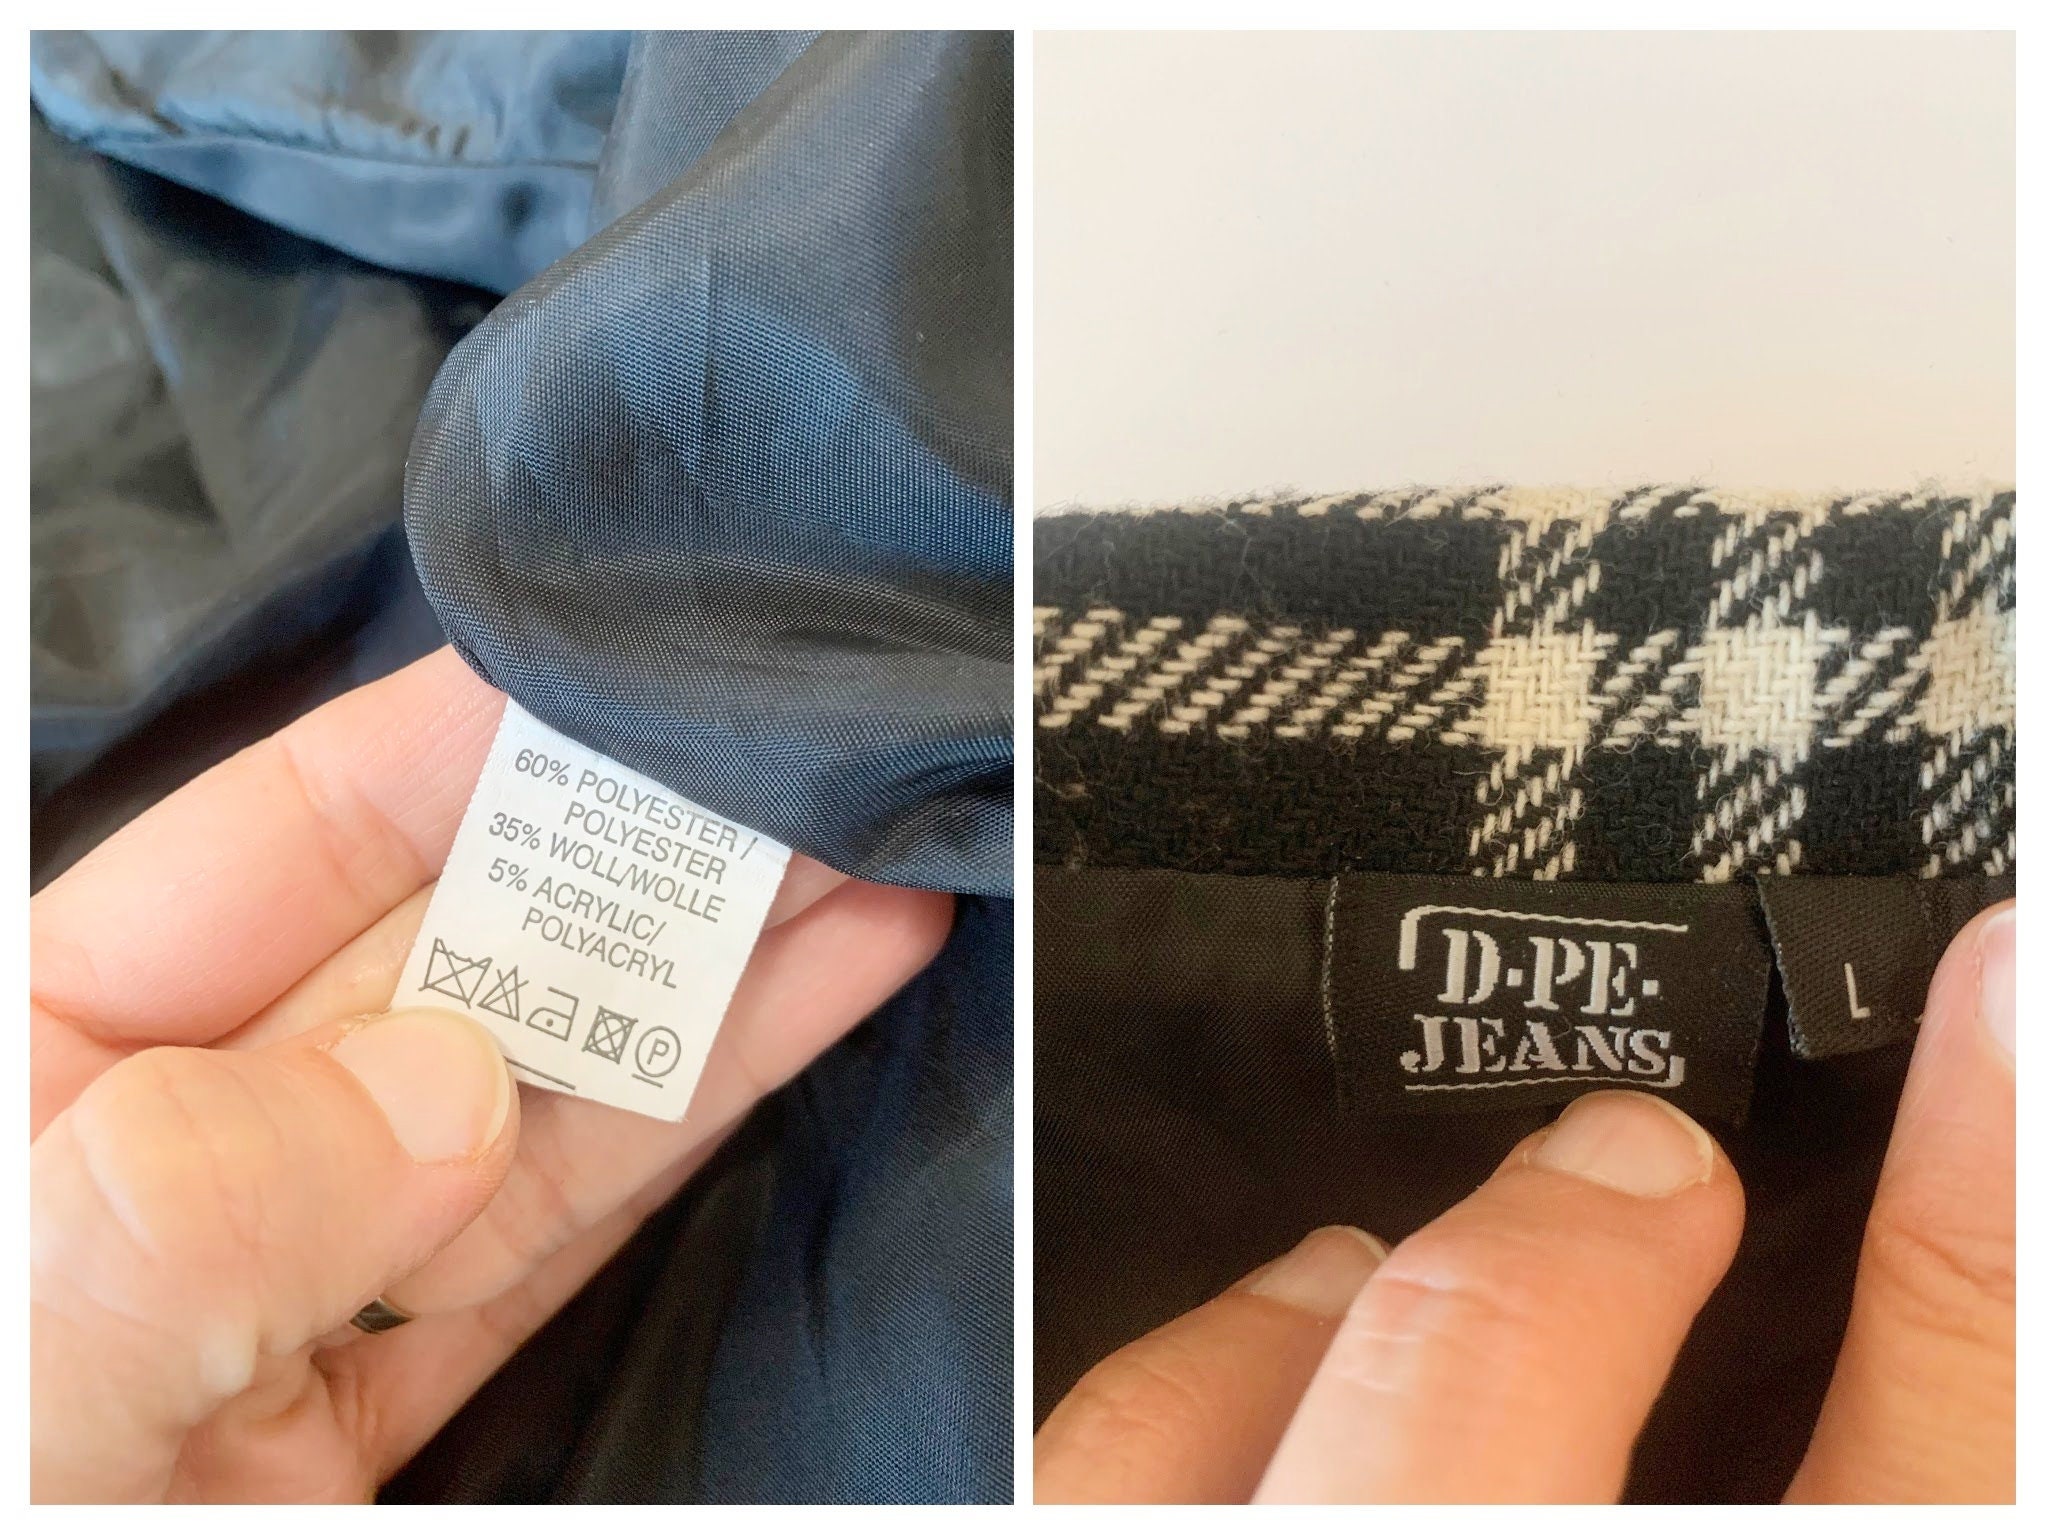 60% POLYESTER /
POLYESTER
35% WOLL/WOLLE
5% ACRYLIC/
POLYACRYL
P
D·PE·
JEANS
L